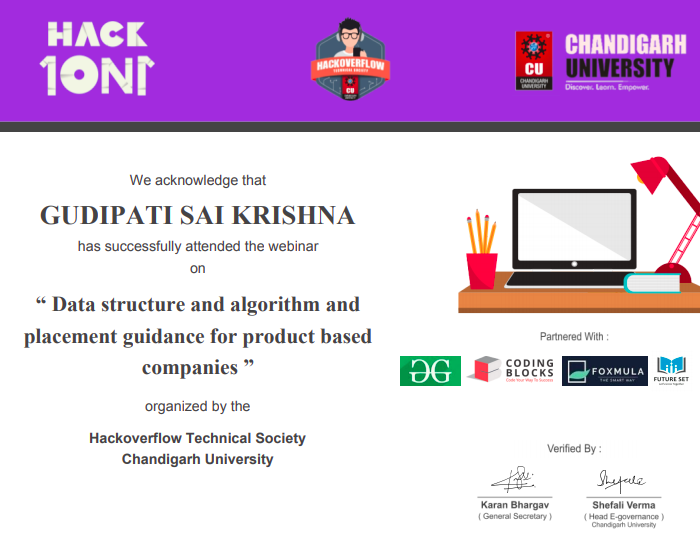 HACK
10N1
HACKOVERFLOW
TECHNICAL SOCIETY
CU
CU
CHANDIGARH
UNIVERSITY
CHANDIGARH
UNIVERSITY
Discover. Learn. Empower.
We acknowledge that
GUDIPATI SAI KRISHNA
has successfully attended the webinar
on
“ Data structure and algorithm and
placement guidance for product based
companies ”
organized by the
Hackoverflow Technical Society
Chandigarh University
Partnered With :
GG
CODING
BLOCKS
Code Your Way To Success
FOXMULA
THE SMART WAY
FUTURE SET
Verified By :
Karan Bhargav
( General Secretary )
Shefali Verma
( Head E-governance )
Chandigarh University